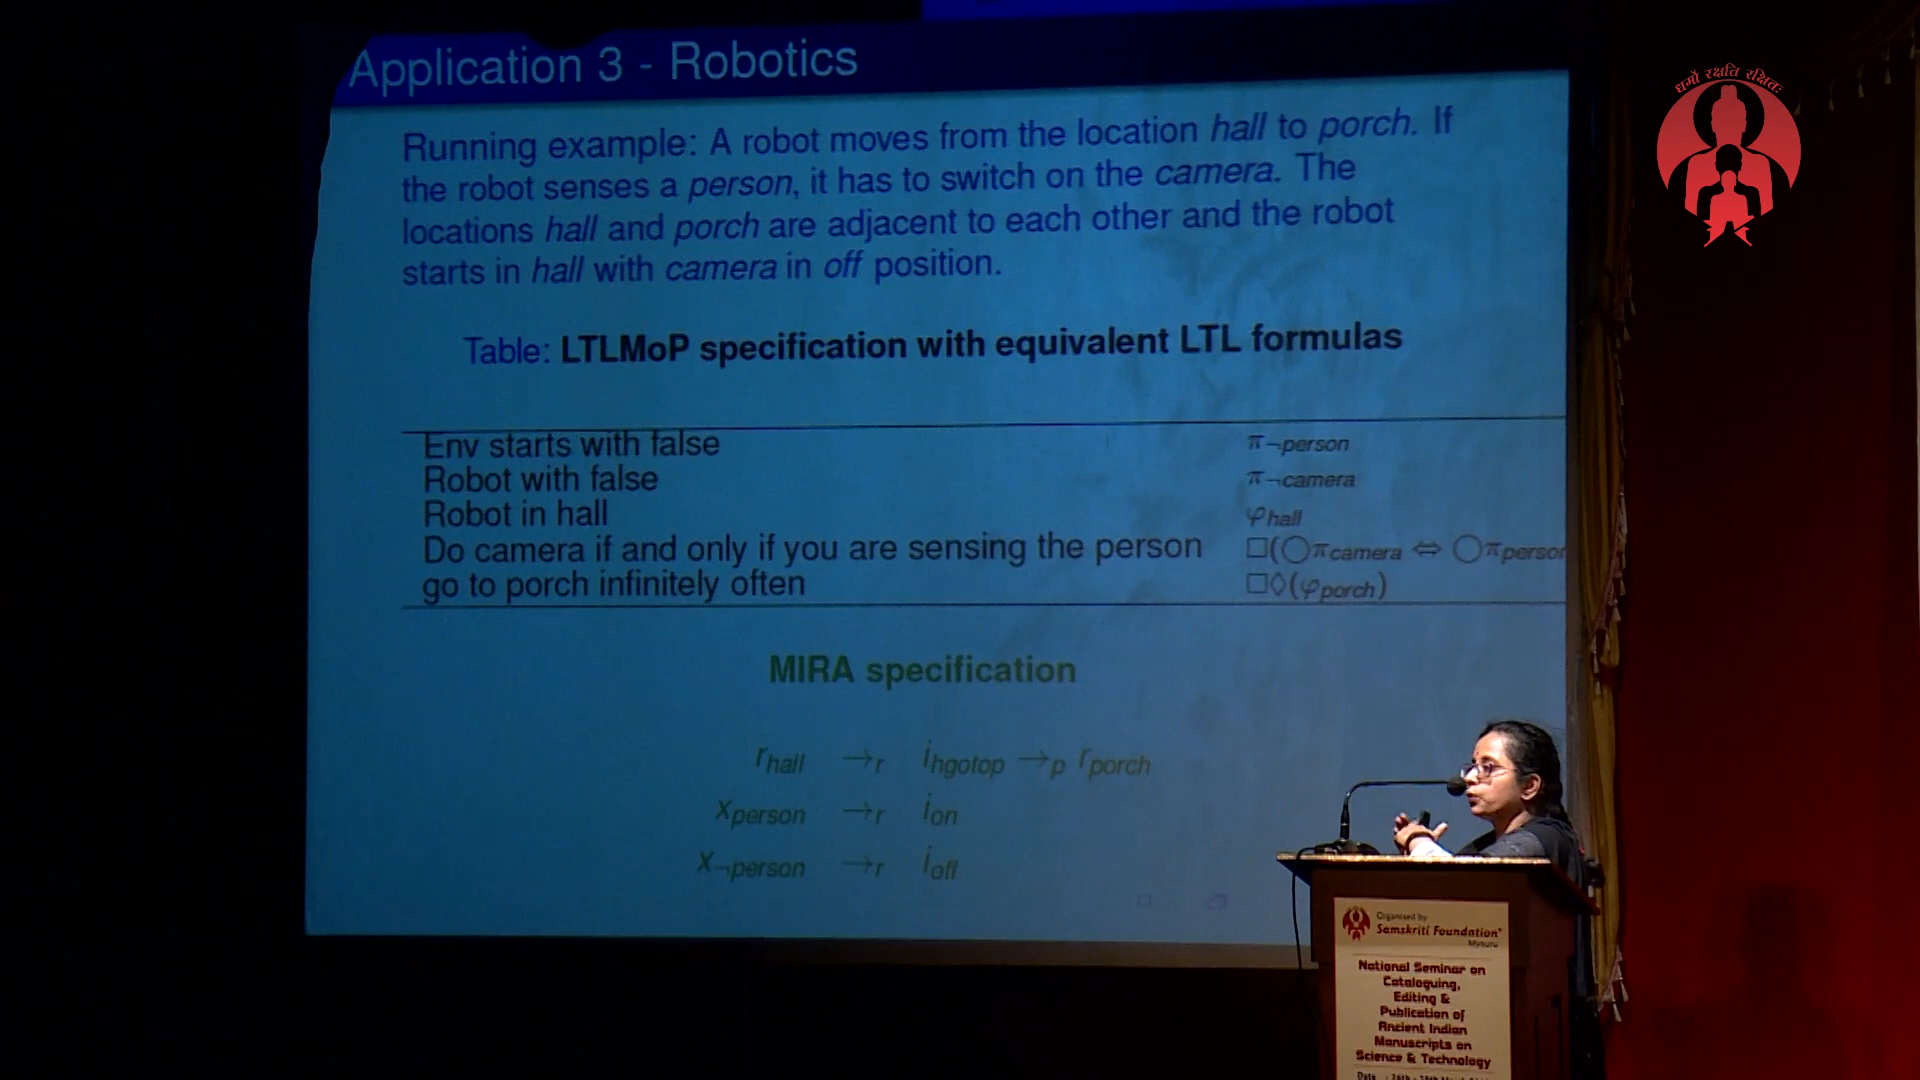 Application 3 - Robotics
Running example: A robot moves from the location hall to porch. If
the robot senses a person, it has to switch on the camera. The
locations hall and porch are adjacent to each other and the robot
starts in hall with camera in off position.
Table: LTLMoP specification with equivalent LTL formulas
Env starts with false π¬person
Robot with false π¬camera
Robot in hall φhall
Do camera if and only if you are sensing the person □(◯πcamera ⇔ ◯πperson
go to porch infinitely often □◊(φporch)
MIRA specification
rhall →r ihgotop →p rporch
xperson →r ion
x¬person →r ioff
धर्मो रक्षति रक्षितः
Organised by
Samskriti Foundation®
Mysuru
National Seminar on
Cataloguing,
Editing &
Publication of
Ancient Indian
Manuscripts on
Science & Technology